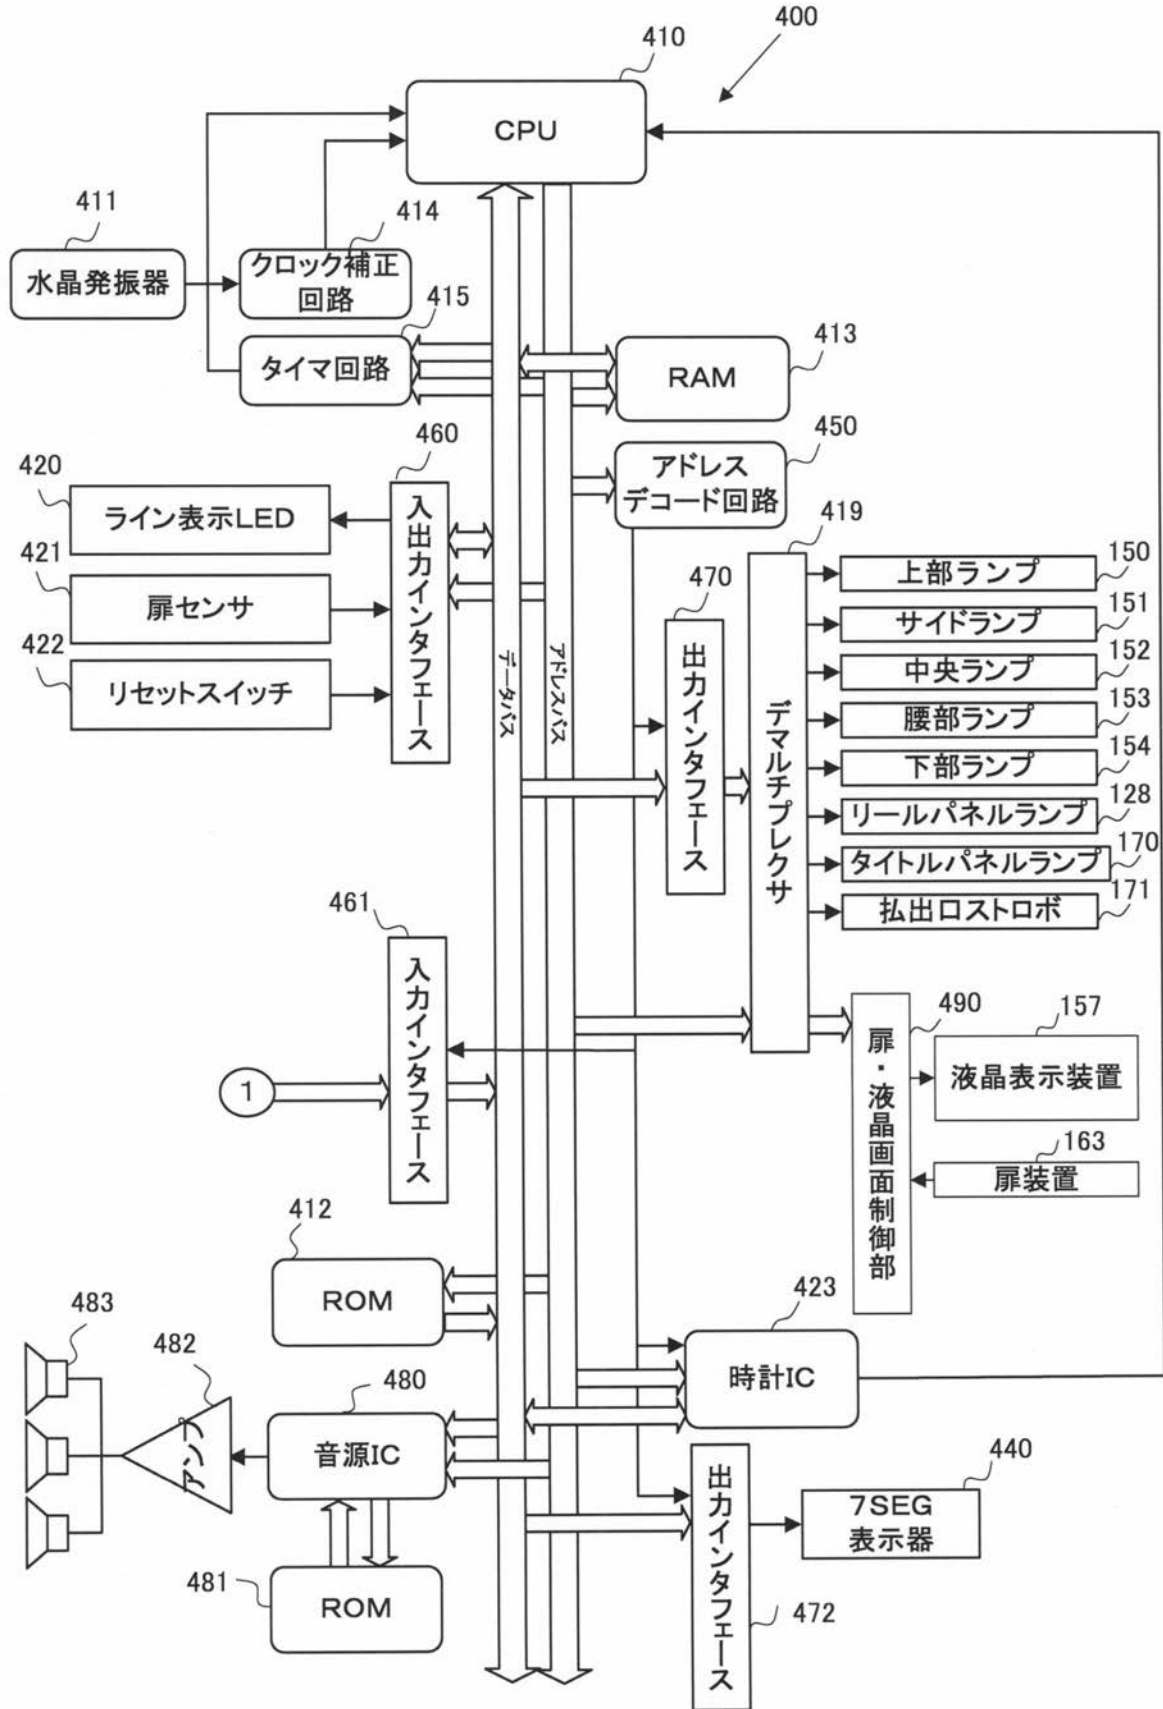 400
410
CPU
411
水晶発振器
414
クロック補正
回路
415
タイマ回路
413
RAM
450
アドレス
デコード回路
460
入出力インタフェース
420
ライン表示LED
421
扉センサ
422
リセットスイッチ
データバス
アドレスバス
470
出力インタフェース
419
デマルチプレクサ
上部ランプ
150
サイドランプ
151
中央ランプ
152
腰部ランプ
153
下部ランプ
154
リールパネルランプ
128
タイトルパネルランプ
170
払出口ストロボ
171
461
入力インタフェース
1
490
扉・液晶画面制御部
157
液晶表示装置
163
扉装置
412
ROM
423
時計IC
483
482
アンプ
480
音源IC
481
ROM
出力インタフェース
472
440
7SEG
表示器